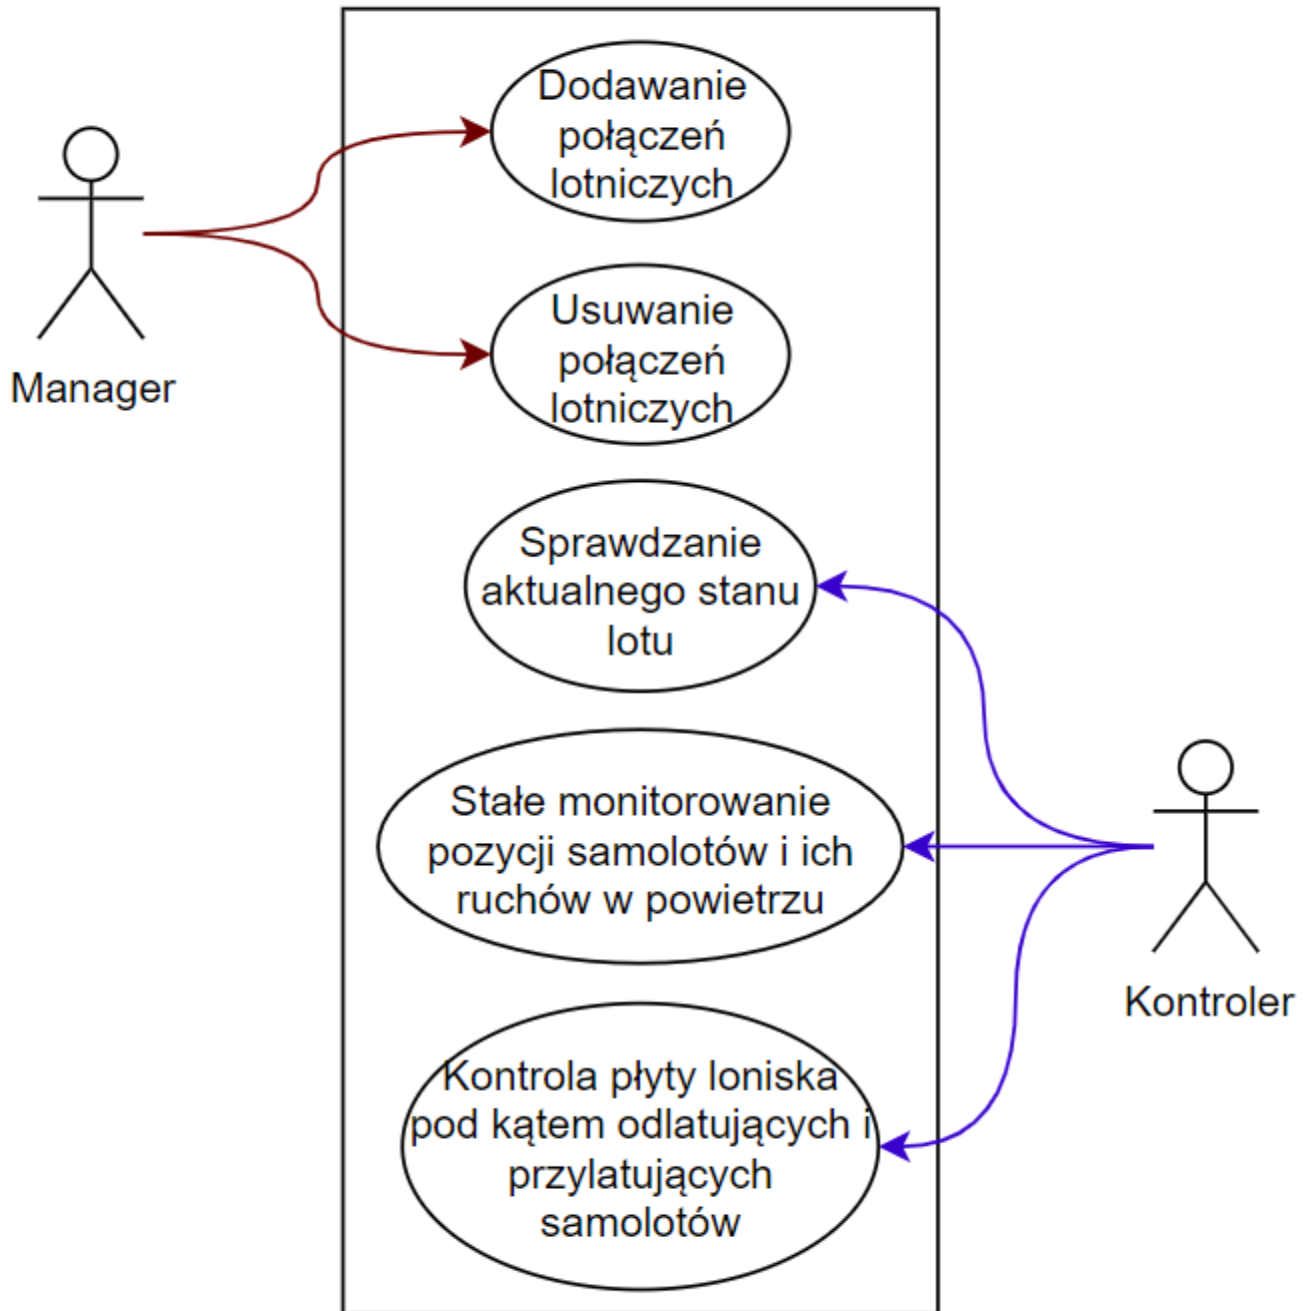 Dodawanie
połączeń
lotniczych
Manager
Usuwanie
połączeń
lotniczych
Sprawdzanie
aktualnego stanu
lotu
Stałe monitorowanie
pozycji samolotów i ich
ruchów w powietrzu
Kontroler
Kontrola płyty loniska
pod kątem odlatujących i
przylatujących
samolotów